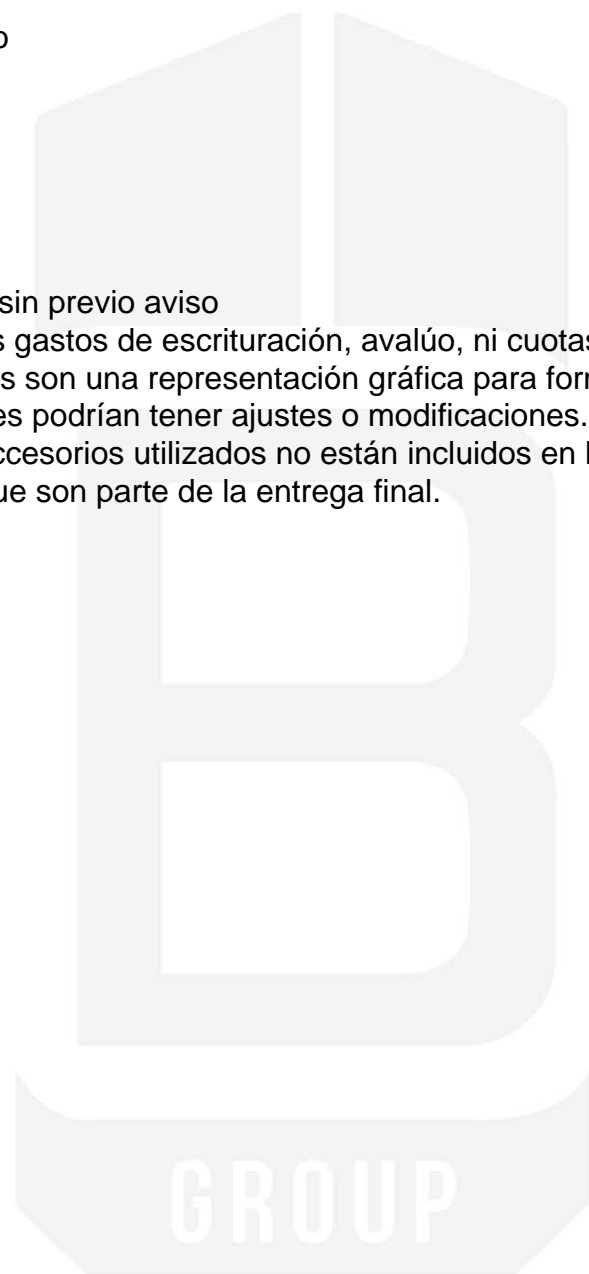 o
sin previo aviso
s gastos de escrituración, avalúo, ni cuotas
s son una representación gráfica para for
es podrían tener ajustes o modificaciones.
ccesorios utilizados no están incluidos en
ue son parte de la entrega final.
B
GROUP